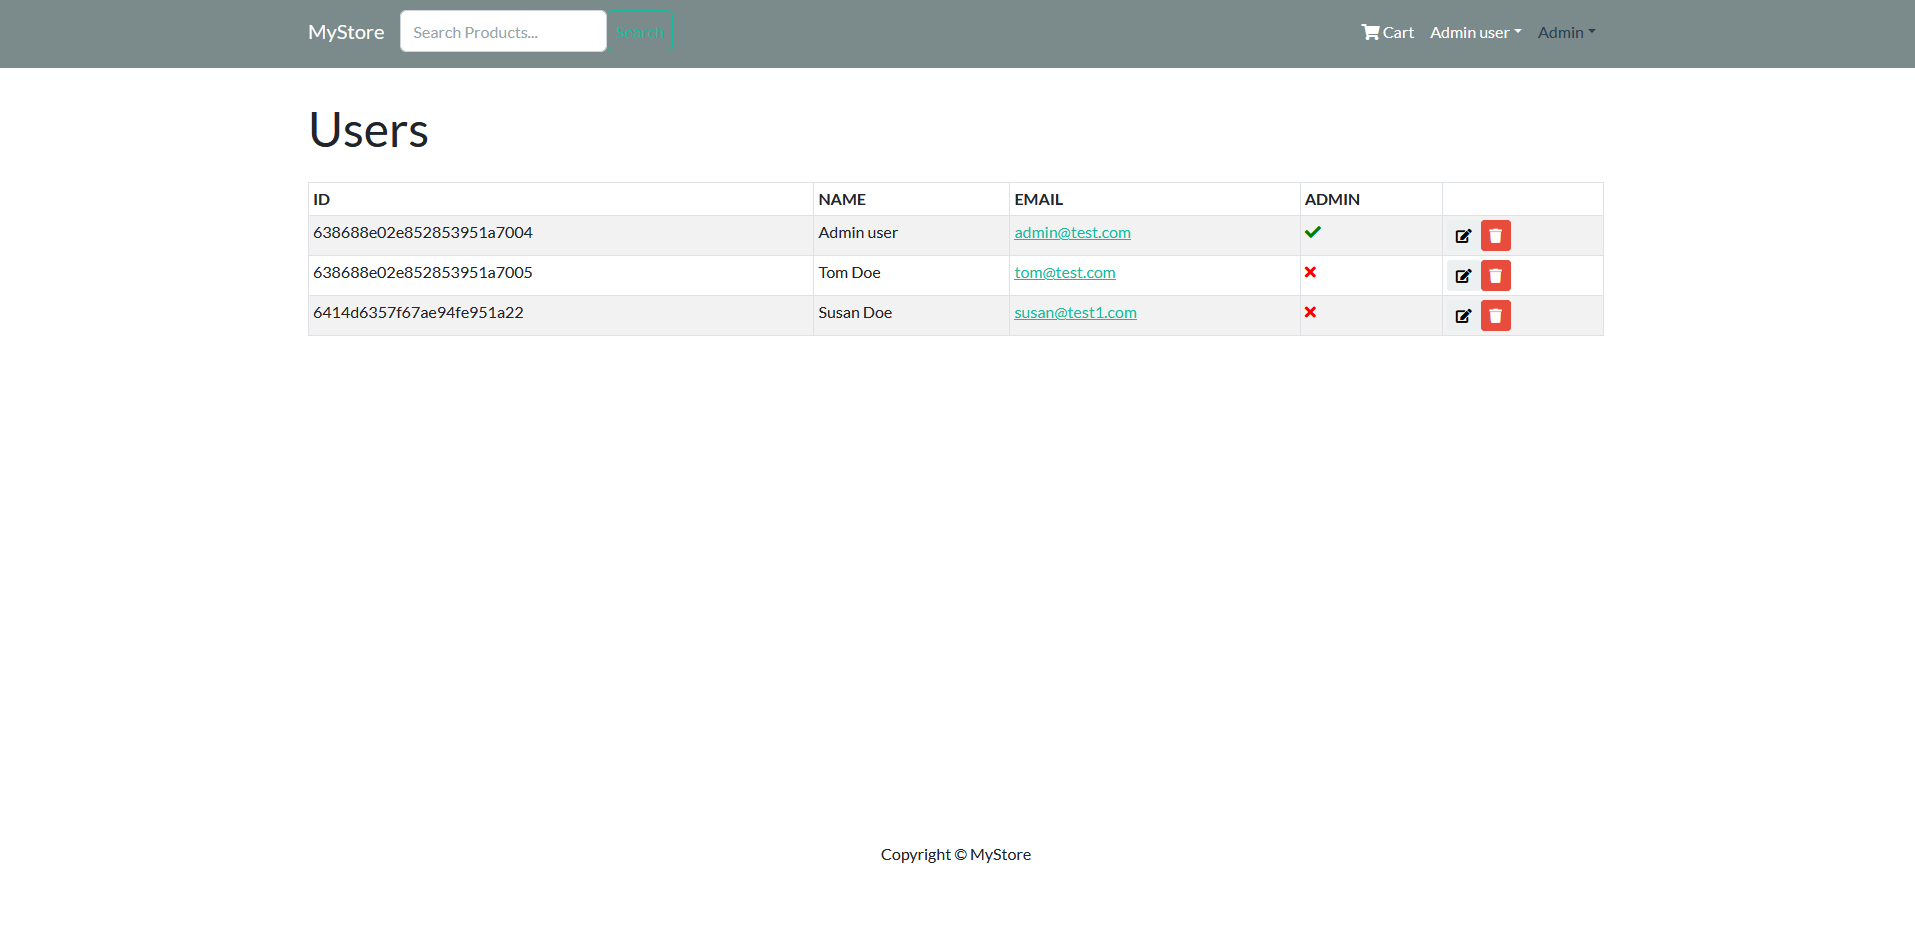 MyStore Search Products... Search Cart Admin user Admin
Users
ID NAME EMAIL ADMIN
638688e02e852853951a7004 Admin user admin@test.com
638688e02e852853951a7005 Tom Doe tom@test.com
6414d6357f67ae94fe951a22 Susan Doe susan@test1.com
Copyright © MyStore